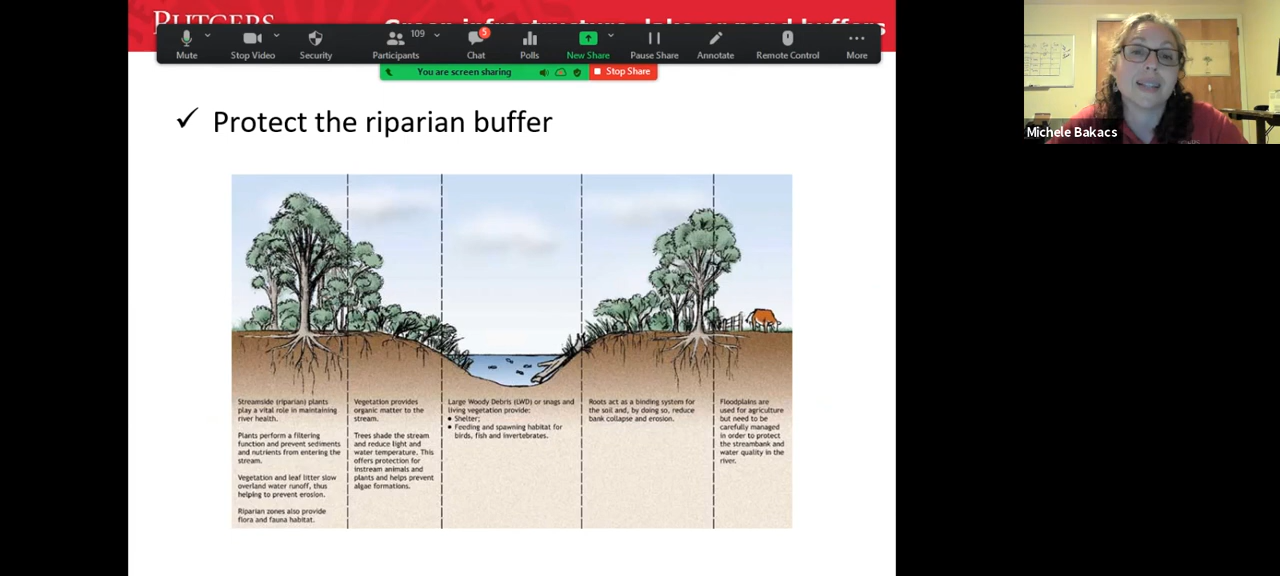 RUTGERS
Green infrastructure- lake or pond buffers
109
5
Mute
Stop Video
Security
Participants
Chat
Polls
New Share
Pause Share
Annotate
Remote Control
More
You are screen sharing
Stop Share
Michele Bakacs
✓ Protect the riparian buffer
Streamside (riparian) plants
play a vital role in maintaining
river health.
Plants perform a filtering
function and prevent sediments
and nutrients from entering the
stream.
Vegetation and leaf litter slow
overland water runoff, thus
helping to prevent erosion.
Riparian zones also provide
flora and fauna habitat.
Vegetation provides
organic matter to the
stream.
Trees shade the stream
and reduce light and
water temperature. This
offers protection for
instream animals and
plants and helps prevent
algae formations.
Large Woody Debris (LWD) or snags and
living vegetation provide:
• Shelter;
• Feeding and spawning habitat for
birds, fish and invertebrates.
Roots act as a binding system for
the soil and, by doing so, reduce
bank collapse and erosion.
Floodplains are
used for agriculture
but need to be
carefully managed
in order to protect
the streambank and
water quality in the
river.